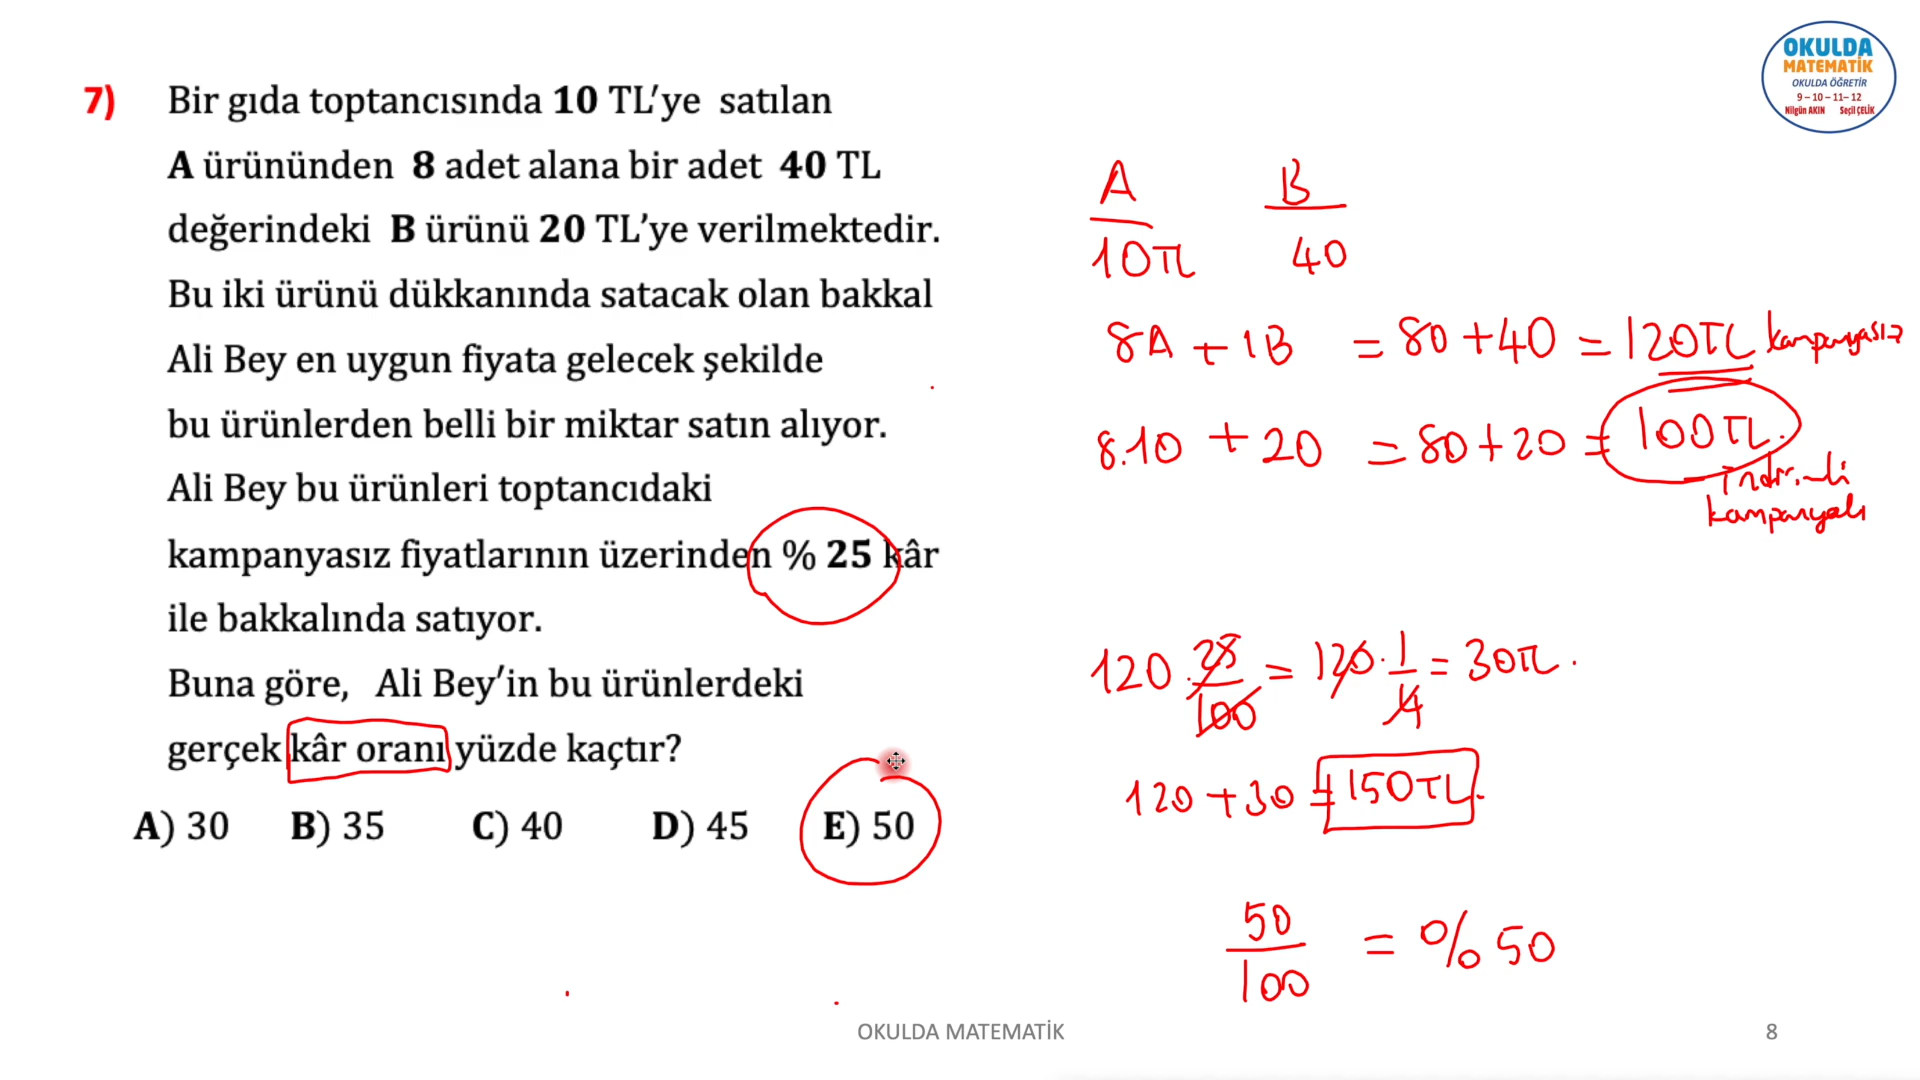 OKULDA
MATEMATİK
OKULDA ÖĞRETİR
9 – 10 – 11– 12
Nilgün AKIN Seçil ÇELİK
7) Bir gıda toptancısında 10 TL'ye satılan
A ürününden 8 adet alana bir adet 40 TL
değerindeki B ürünü 20 TL'ye verilmektedir.
Bu iki ürünü dükkanında satacak olan bakkal
Ali Bey en uygun fiyata gelecek şekilde
bu ürünlerden belli bir miktar satın alıyor.
Ali Bey bu ürünleri toptancıdaki
kampanyasız fiyatlarının üzerinden % 25 kâr
ile bakkalında satıyor.
Buna göre, Ali Bey'in bu ürünlerdeki
gerçek kâr oranı yüzde kaçtır?
A) 30 B) 35 C) 40 D) 45 E) 50
A B
10TL 40
8A + 1B = 80 + 40 = 120TL kampanyasız
8.10 + 20 = 80 + 20 = 100TL.
indirimli
kampanyalı
120 . 25/100 = 120 . 1/4 = 30TL.
120 + 30 = 150TL.
50/100 = % 50
OKULDA MATEMATİK
8